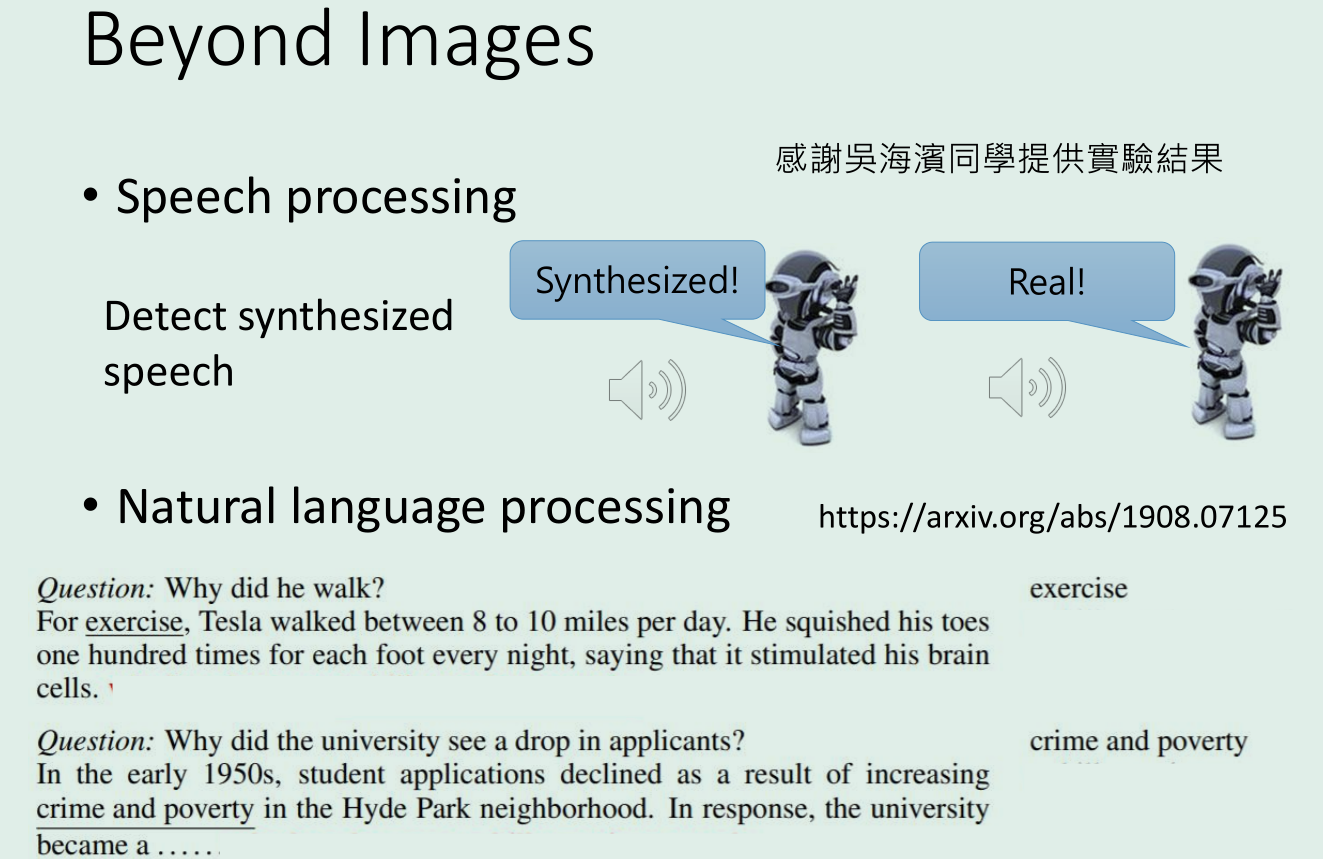 Beyond Images
感謝吳海濱同學提供實驗結果
• Speech processing
Synthesized!
Real!
Detect synthesized
speech
• Natural language processing
https://arxiv.org/abs/1908.07125
Question: Why did he walk?
exercise
For exercise, Tesla walked between 8 to 10 miles per day. He squished his toes
one hundred times for each foot every night, saying that it stimulated his brain
cells.
Question: Why did the university see a drop in applicants?
crime and poverty
In the early 1950s, student applications declined as a result of increasing
crime and poverty in the Hyde Park neighborhood. In response, the university
became a ......